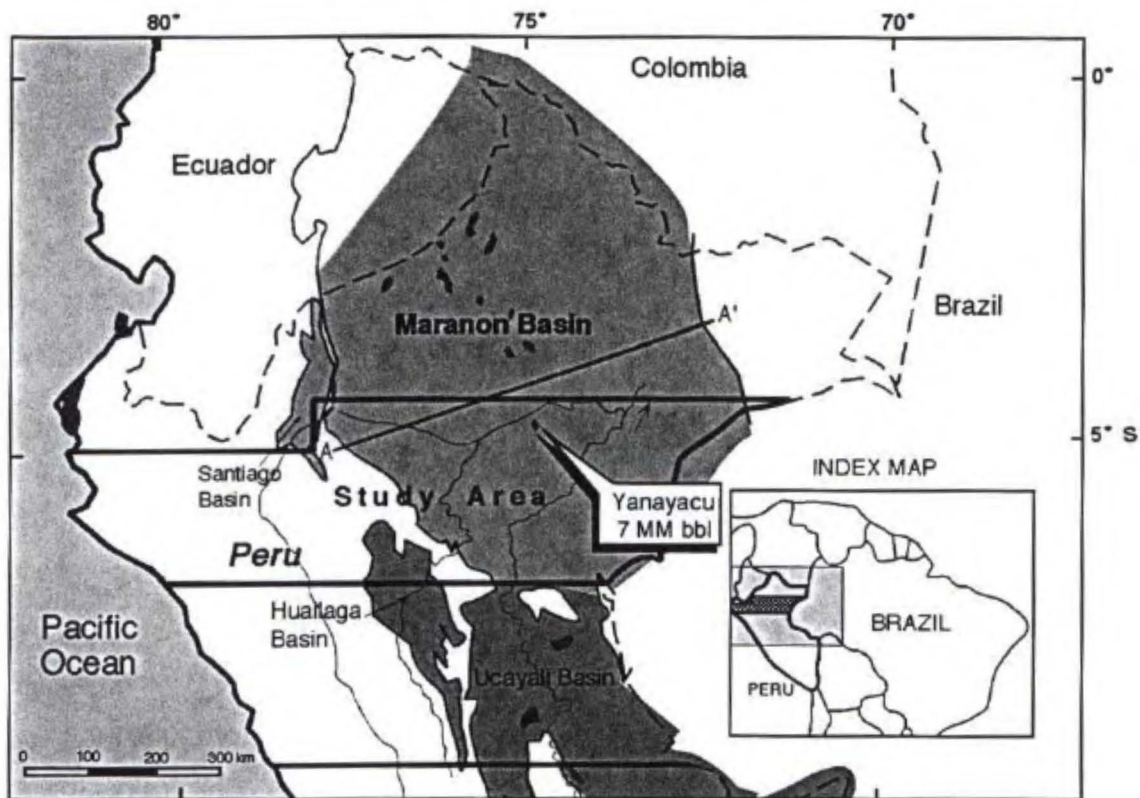 80°
75°
70°
Colombia
0°
Ecuador
Brazil
Maranon Basin
A'
A
5° S
Santiago
Basin
Study Area
INDEX MAP
Yanayacu
7 MM bbl
Peru
Huallaga
Basin
Pacific
Ocean
Ucayali Basin
BRAZIL
PERU
0 100 200 300 km